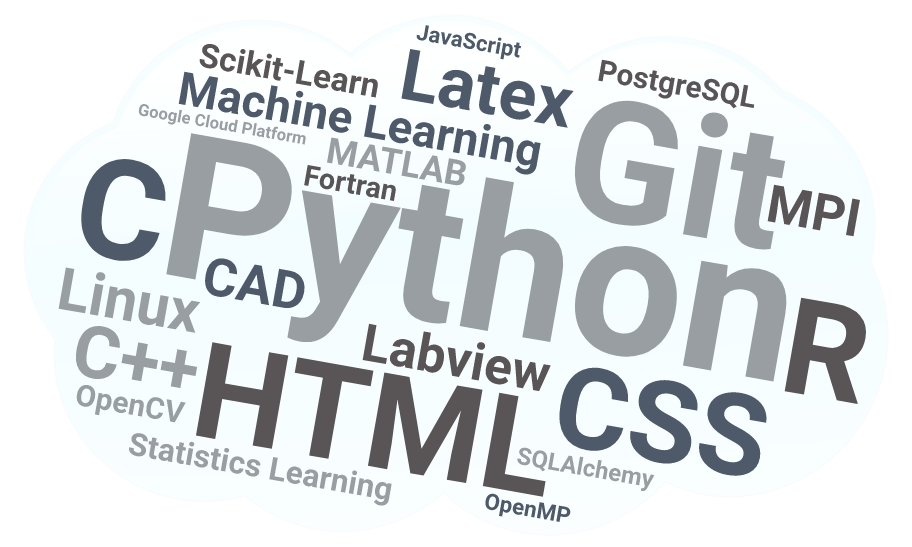 JavaScript
Scikit-Learn
Latex
PostgreSQL
Machine Learning
Google Cloud Platform
MATLAB
Git
Fortran
MPI
C
Python
CAD
Linux
R
Labview
C++
HTML
CSS
OpenCV
Statistics Learning
SQLAlchemy
OpenMP